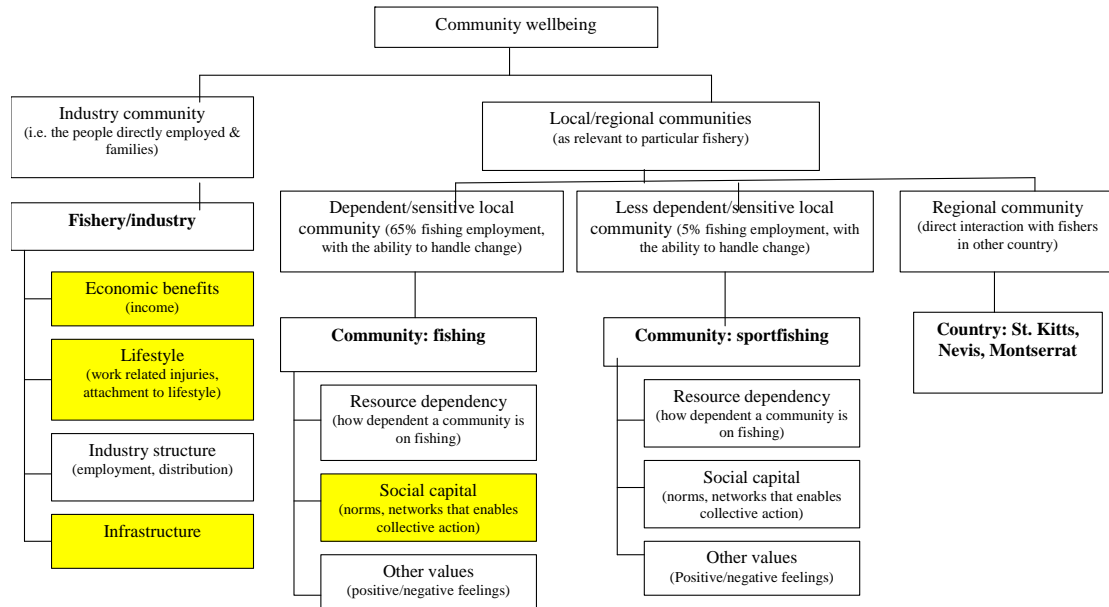 Community wellbeing
Industry community
(i.e. the people directly employed &
families)
Local/regional communities
(as relevant to particular fishery)
Fishery/industry
Economic benefits
(income)
Lifestyle
(work related injuries,
attachment to lifestyle)
Industry structure
(employment, distribution)
Infrastructure
Dependent/sensitive local
community (65% fishing employment,
with the ability to handle change)
Community: fishing
Resource dependency
(how dependent a community is
on fishing)
Social capital
(norms, networks that enables
collective action)
Other values
(positive/negative feelings)
Less dependent/sensitive local
community (5% fishing employment, with
the ability to handle change)
Community: sportfishing
Resource dependency
(how dependent a community is
on fishing)
Social capital
(norms, networks that enables
collective action)
Other values
(Positive/negative feelings)
Regional community
(direct interaction with fishers
in other country)
Country: St. Kitts,
Nevis, Montserrat